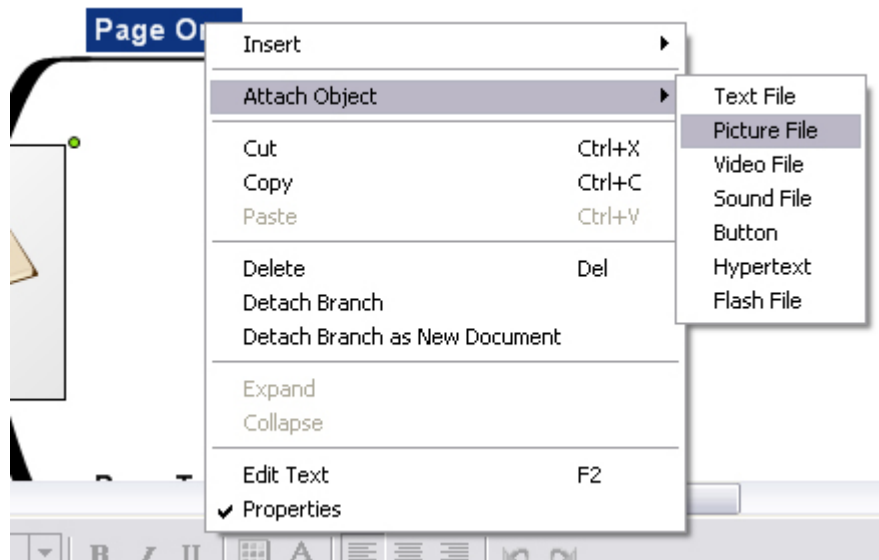 Page On
Insert
Attach Object
Cut Ctrl+X
Copy Ctrl+C
Paste Ctrl+V
Delete Del
Detach Branch
Detach Branch as New Document
Expand
Collapse
Edit Text F2
Properties
Text File
Picture File
Video File
Sound File
Button
Hypertext
Flash File
B I U A